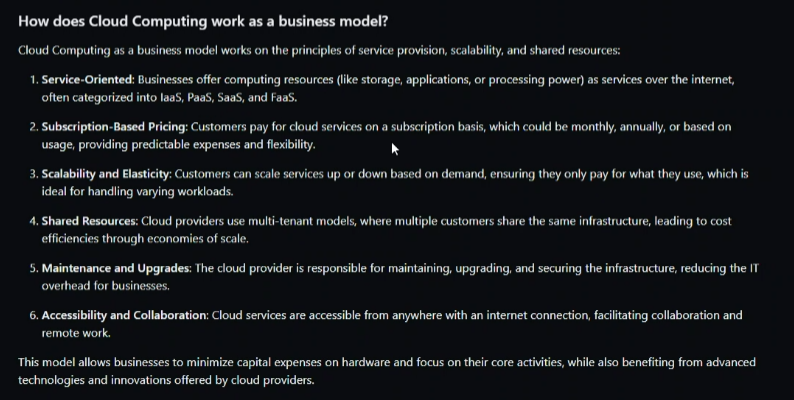 How does Cloud Computing work as a business model?
Cloud Computing as a business model works on the principles of service provision, scalability, and shared resources:
1. Service-Oriented: Businesses offer computing resources (like storage, applications, or processing power) as services over the internet,
often categorized into IaaS, PaaS, SaaS, and FaaS.
2. Subscription-Based Pricing: Customers pay for cloud services on a subscription basis, which could be monthly, annually, or based on
usage, providing predictable expenses and flexibility.
3. Scalability and Elasticity: Customers can scale services up or down based on demand, ensuring they only pay for what they use, which is
ideal for handling varying workloads.
4. Shared Resources: Cloud providers use multi-tenant models, where multiple customers share the same infrastructure, leading to cost
efficiencies through economies of scale.
5. Maintenance and Upgrades: The cloud provider is responsible for maintaining, upgrading, and securing the infrastructure, reducing the IT
overhead for businesses.
6. Accessibility and Collaboration: Cloud services are accessible from anywhere with an internet connection, facilitating collaboration and
remote work.
This model allows businesses to minimize capital expenses on hardware and focus on their core activities, while also benefiting from advanced
technologies and innovations offered by cloud providers.